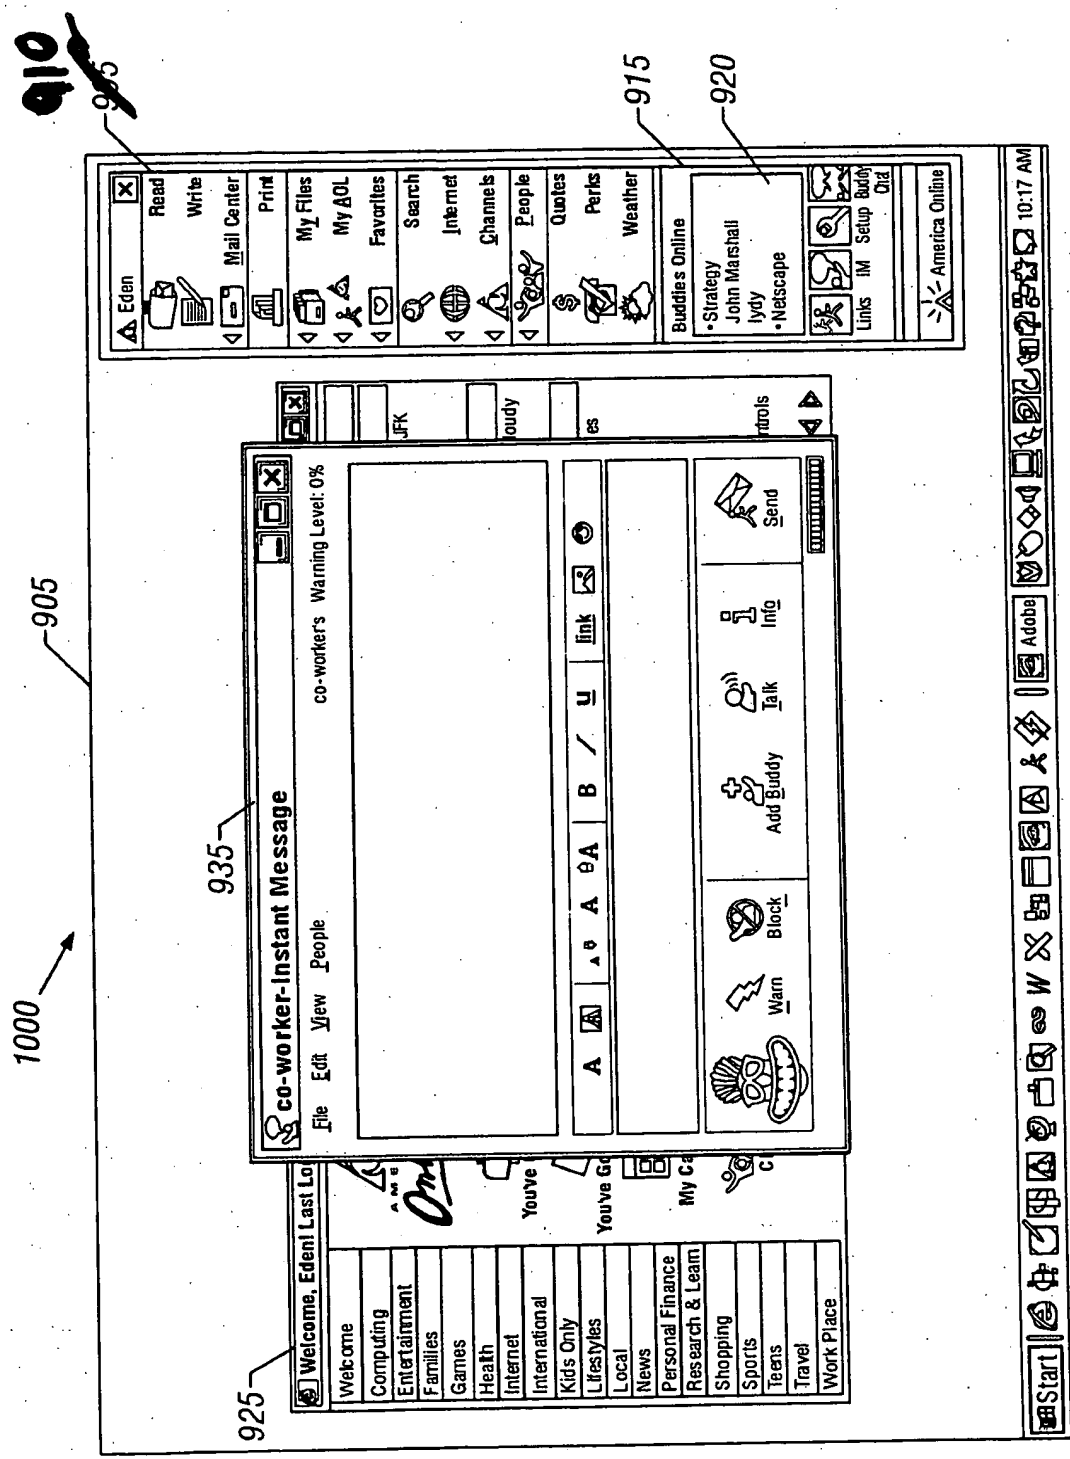 1000
905
910
915
920
925
935
Eden
Read
Write
Mail Center
Print
My Files
My AOL
Favorites
Search
Internet
Channels
People
Quotes
Perks
Weather
Buddies Online
•Strategy
John Marshall
lydy
•Netscape
Links IM Setup Buddy
America Online
co-worker-Instant Message
File Edit View People
co-worker's Warning Level: 0%
A A A A A B / u link
Warn Block Add Buddy Talk Info Send
Welcome, Eden! Last Lo
Welcome
Computing
Entertainment
Families
Games
Health
Internet
International
Kids Only
Lifestyles
Local
News
Personal Finance
Research & Learn
Shopping
Sports
Teens
Travel
Work Place
AME
You've
You've Go
My Ca
C
JFK
loudy
es
ntrols
Start
W
Adobe
10:17 AM